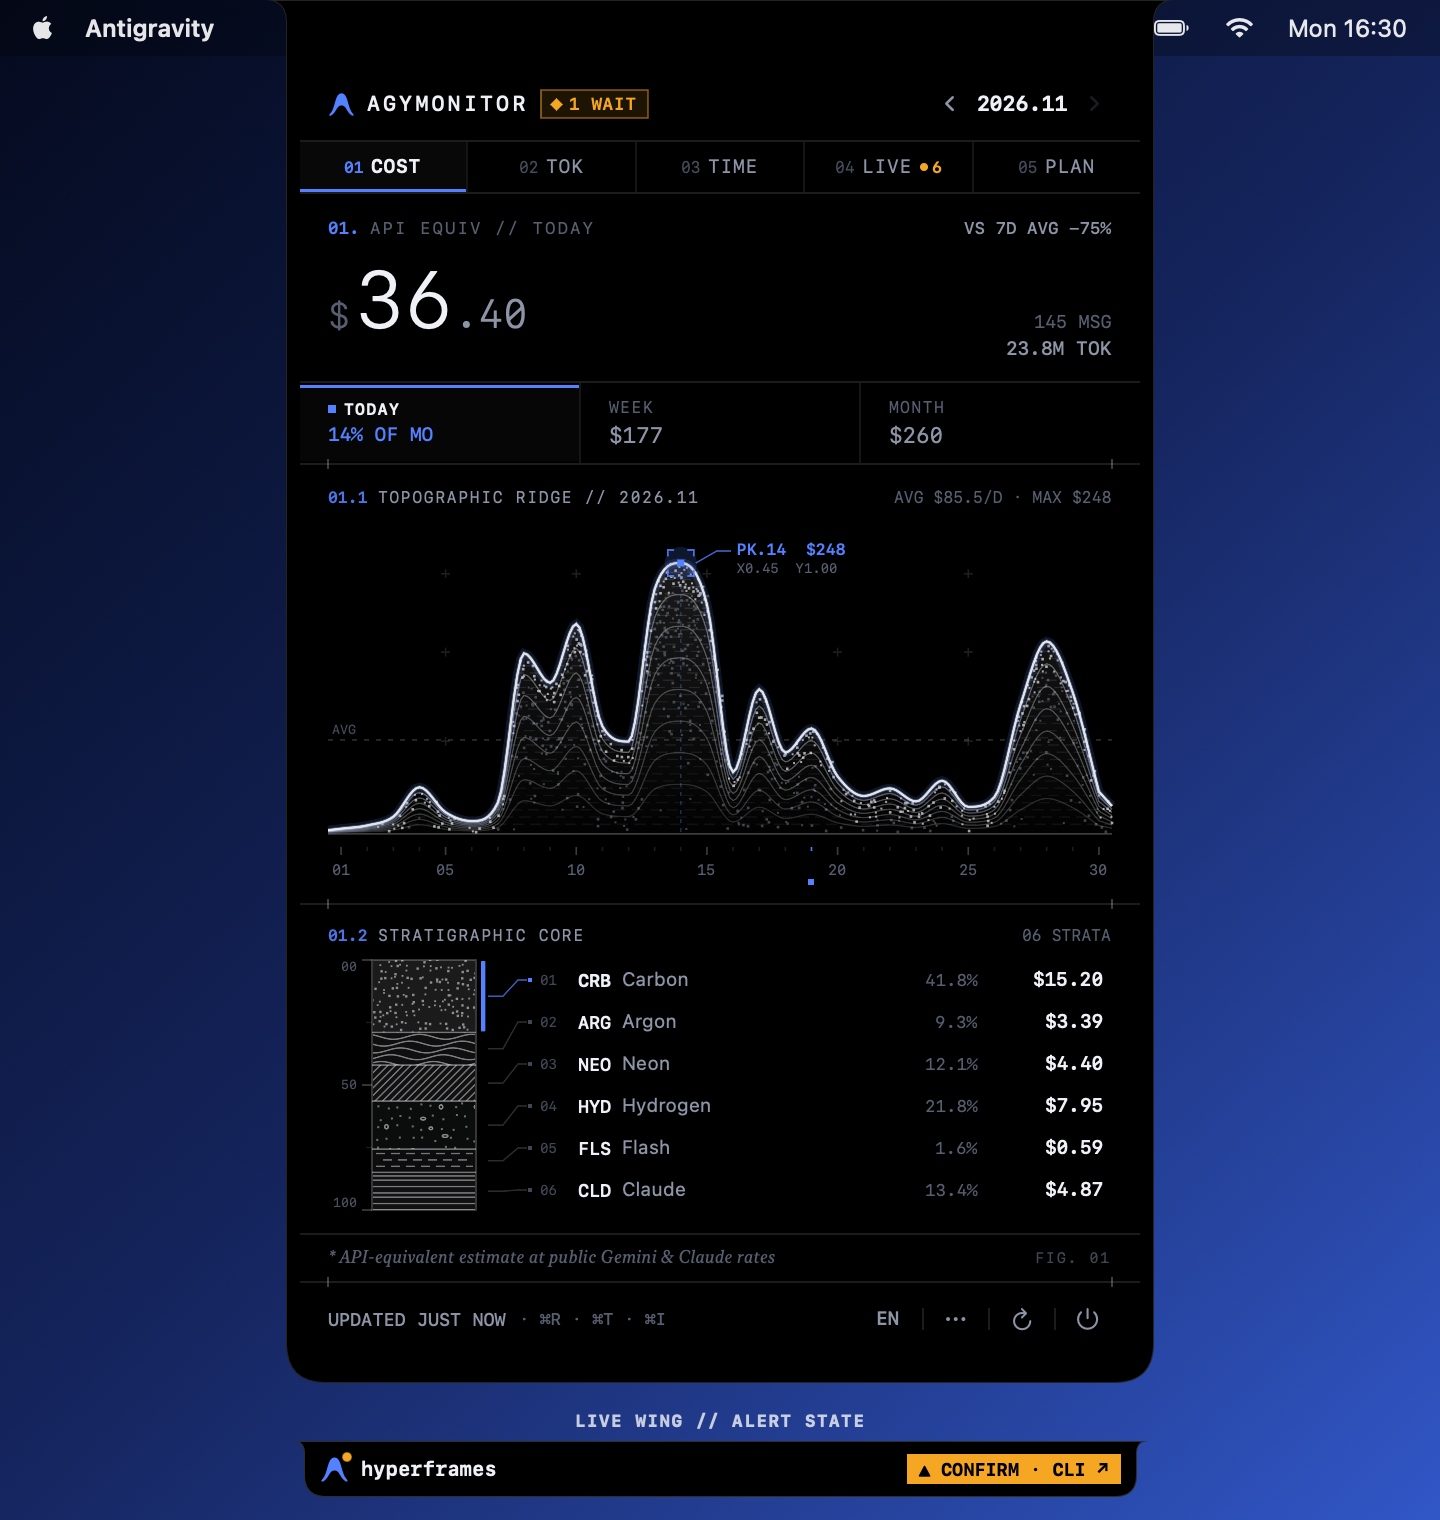 Antigravity
Mon 16:30
AGYMONITOR ◆ 1 WAIT
2026.11
01 COST
02 TOK
03 TIME
04 LIVE ● 6
05 PLAN
01. API EQUIV // TODAY
VS 7D AVG −75%
$36.40
145 MSG
23.8M TOK
TODAY
14% OF MO
WEEK
$177
MONTH
$260
01.1 TOPOGRAPHIC RIDGE // 2026.11
AVG $85.5/D · MAX $248
PK.14 $248
X0.45 Y1.00
AVG
01 05 10 15 20 25 30
01.2 STRATIGRAPHIC CORE
06 STRATA
00
50
100
01 CRB Carbon 41.8% $15.20
02 ARG Argon 9.3% $3.39
03 NEO Neon 12.1% $4.40
04 HYD Hydrogen 21.8% $7.95
05 FLS Flash 1.6% $0.59
06 CLD Claude 13.4% $4.87
* API-equivalent estimate at public Gemini & Claude rates
FIG. 01
UPDATED JUST NOW · ⌘R · ⌘T · ⌘I
EN
LIVE WING // ALERT STATE
hyperframes
▲ CONFIRM · CLI ↗